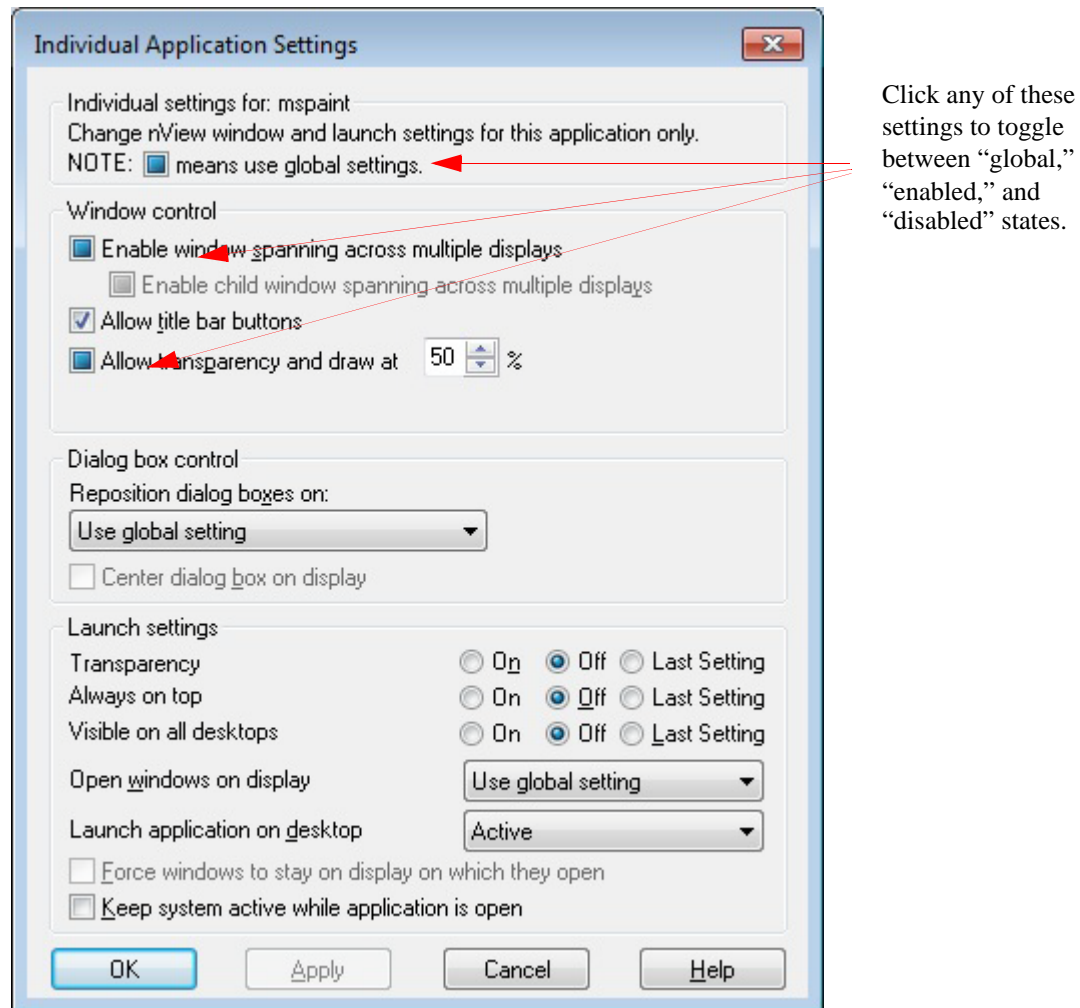 Individual Application Settings
Individual settings for: mspaint
Change nView window and launch settings for this application only.
NOTE: means use global settings.
Click any of these
settings to toggle
between “global,”
“enabled,” and
“disabled” states.
Window control
Enable window spanning across multiple displays
Enable child window spanning across multiple displays
Allow title bar buttons
Allow transparency and draw at 50 %
Dialog box control
Reposition dialog boxes on:
Use global setting
Center dialog box on display
Launch settings
Transparency On Off Last Setting
Always on top On Off Last Setting
Visible on all desktops On Off Last Setting
Open windows on display Use global setting
Launch application on desktop Active
Force windows to stay on display on which they open
Keep system active while application is open
OK Apply Cancel Help